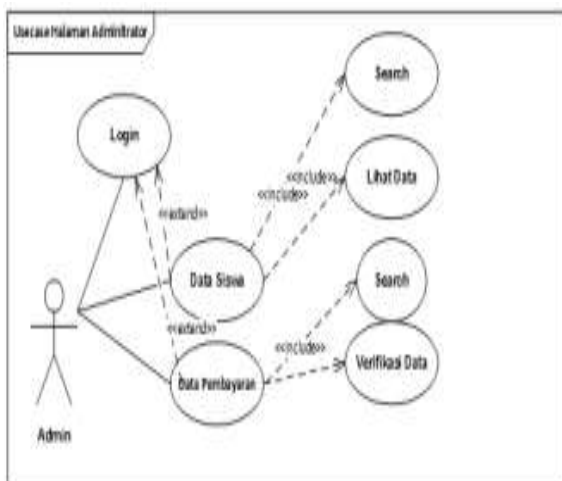 Usecase Halaman Adminitrator
Search
Login
<<include>>
<<include>>
Lihat Data
<<extend>>
Data Siswa
Search
<<extend>>
<<include>>
Data Pembayaran
Verifikasi Data
Admin